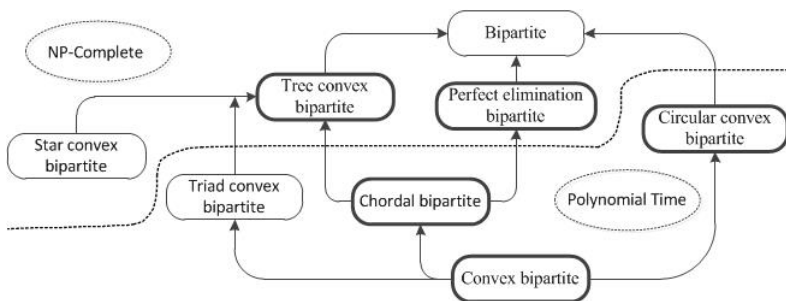 Bipartite
NP-Complete
Tree convex
bipartite
Perfect elimination
bipartite
Circular convex
bipartite
Star convex
bipartite
Triad convex
bipartite
Chordal bipartite
Polynomial Time
Convex bipartite